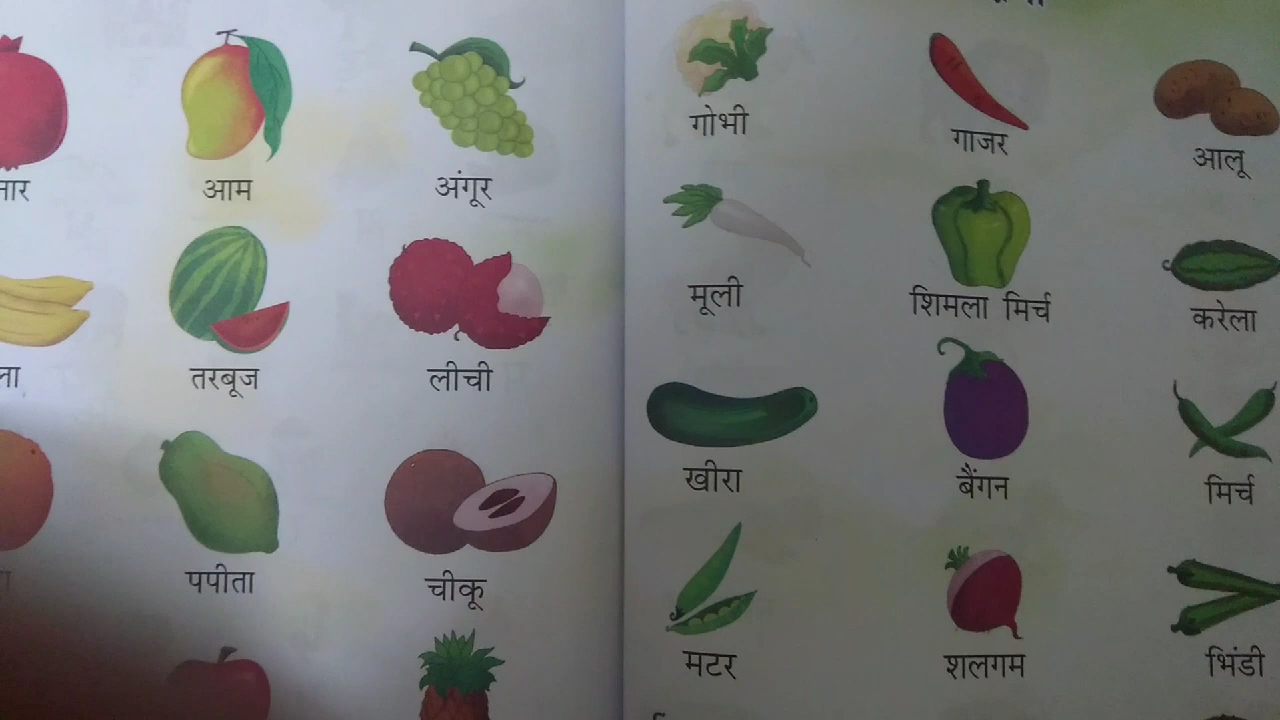 आम
अंगूर
तरबूज
लीची
पपीता
चीकू
गोभी
गाजर
आलू
मूली
शिमला मिर्च
करेला
खीरा
बैंगन
मिर्च
मटर
शलगम
भिंडी